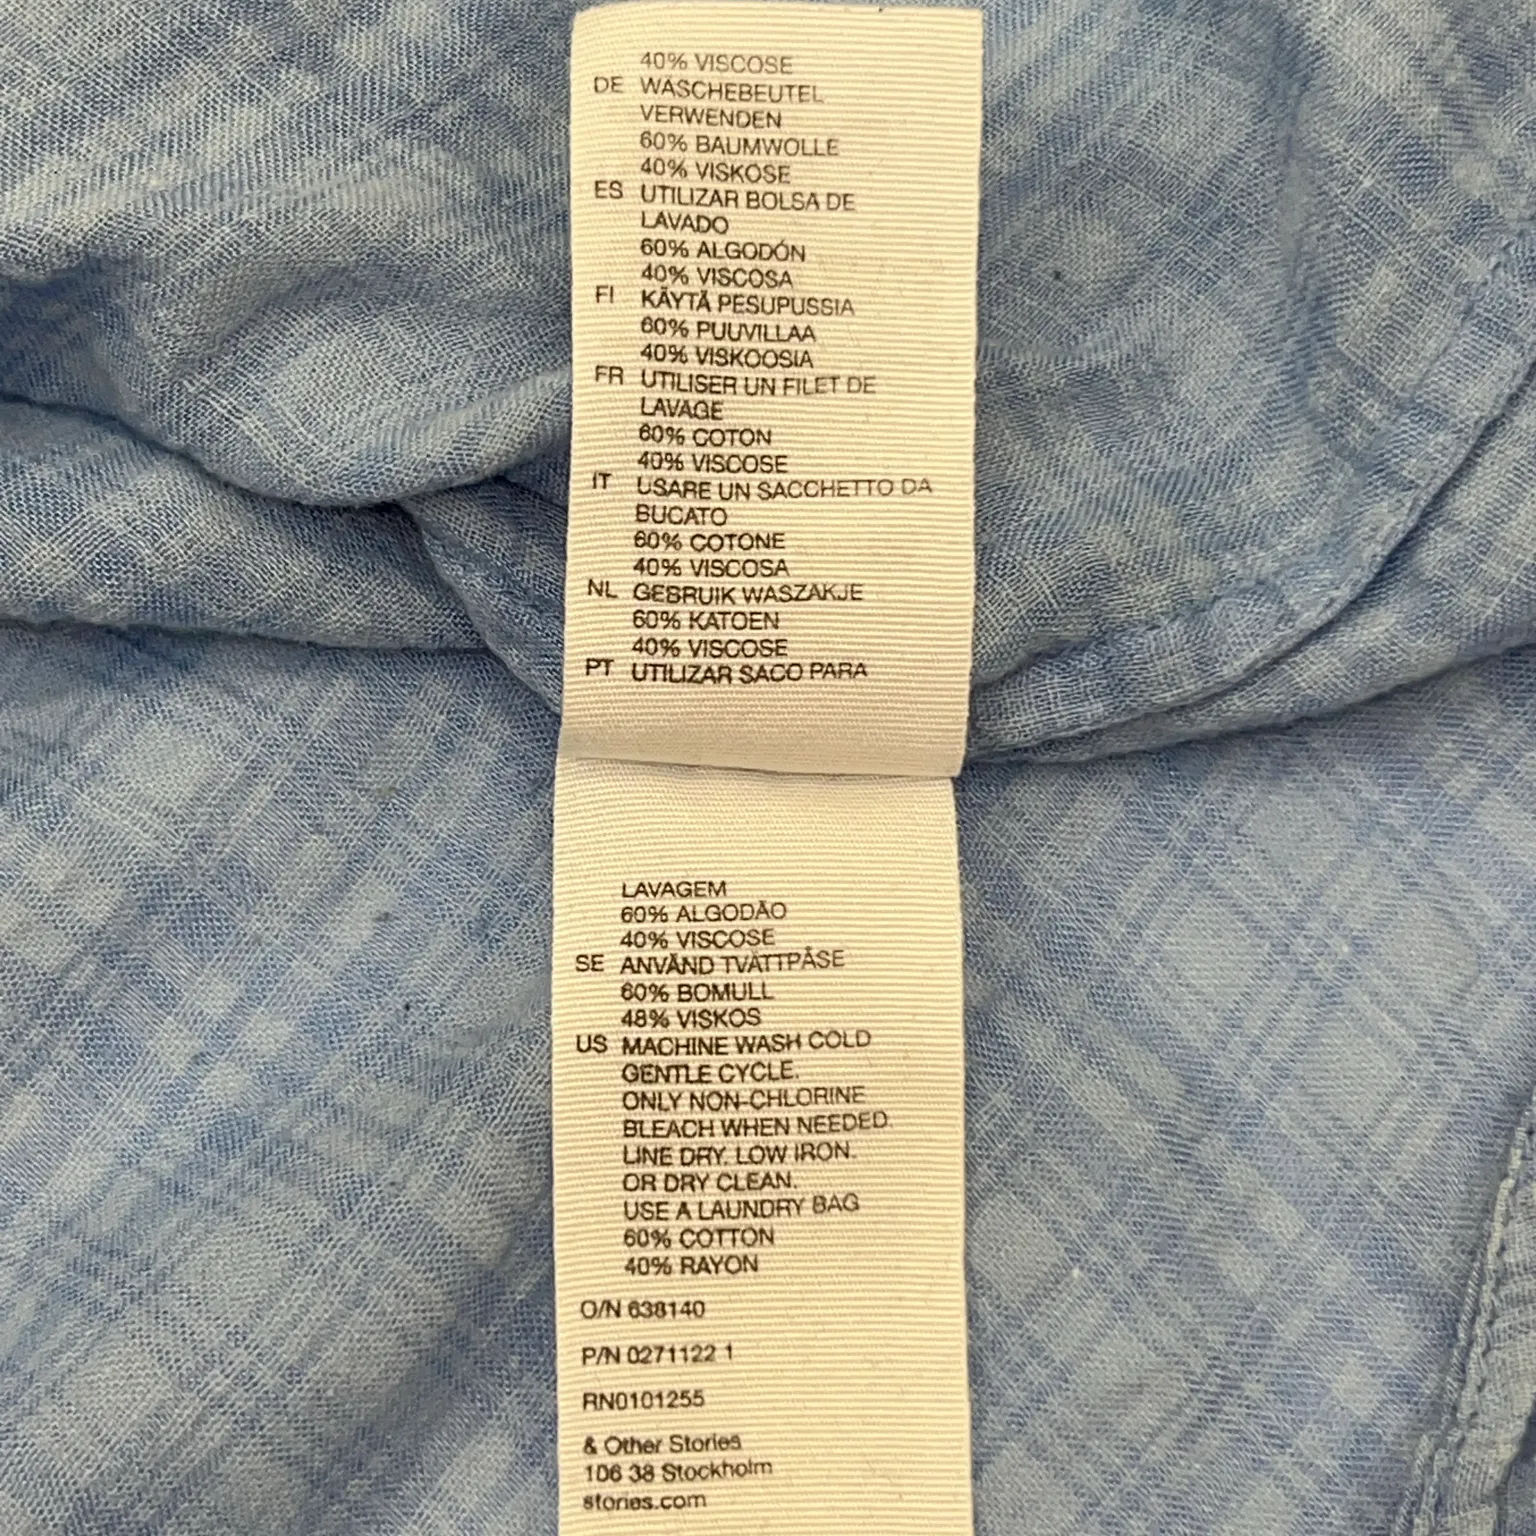 40% VISCOSE
DE WASCHEBEUTEL
VERWENDEN
60% BAUMWOLLE
40% VISKOSE
ES UTILIZAR BOLSA DE
LAVADO
60% ALGODÓN
40% VISCOSA
FI KÄYTÄ PESUPUSSIA
60% PUUVILLAA
40% VISKOOSIA
FR UTILISER UN FILET DE
LAVAGE
60% COTON
40% VISCOSE
IT USARE UN SACCHETTO DA
BUCATO
60% COTONE
40% VISCOSA
NL GEBRUIK WASZAKJE
60% KATOEN
40% VISCOSE
PT UTILIZAR SACO PARA
LAVAGEM
60% ALGODÃO
40% VISCOSE
SE ANVÄND TVÄTTPÅSE
60% BOMULL
48% VISKOS
US MACHINE WASH COLD
GENTLE CYCLE.
ONLY NON-CHLORINE
BLEACH WHEN NEEDED.
LINE DRY. LOW IRON.
OR DRY CLEAN.
USE A LAUNDRY BAG
60% COTTON
40% RAYON
O/N 638140
P/N 0271122 1
RN0101255
& Other Stories
106 38 Stockholm
stories.com